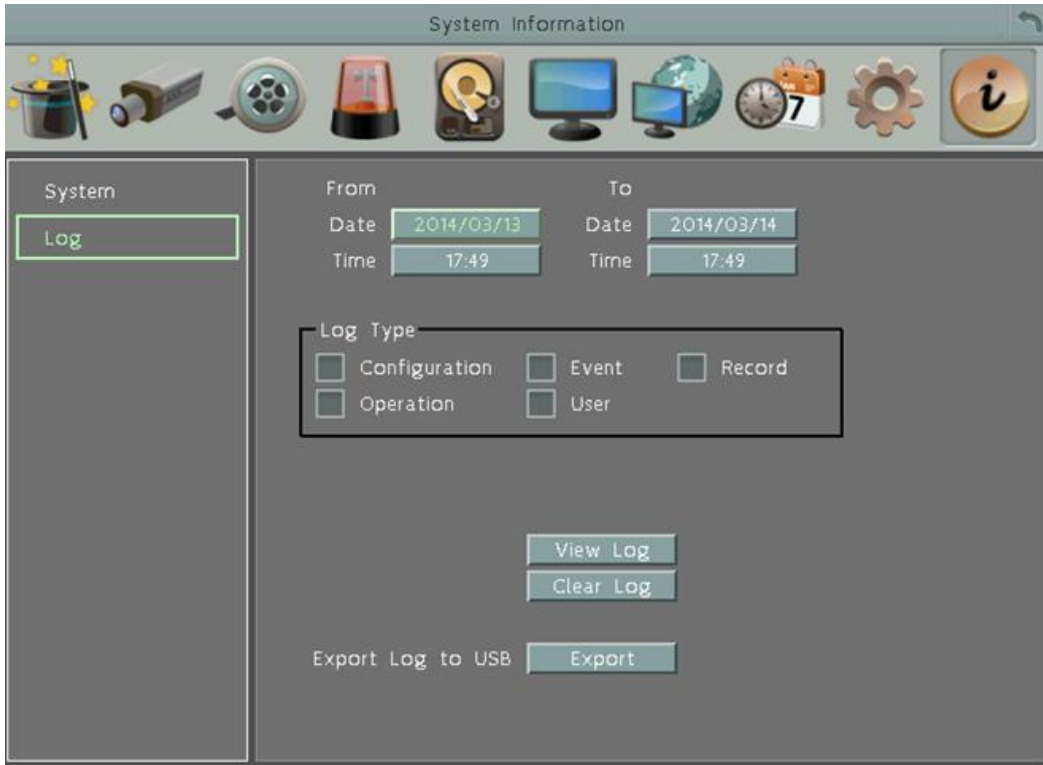 System Information
7
i
System
Log
From To
Date 2014/03/13 Date 2014/03/14
Time 17:49 Time 17:49
Log Type
Configuration Event Record
Operation User
View Log
Clear Log
Export Log to USB Export